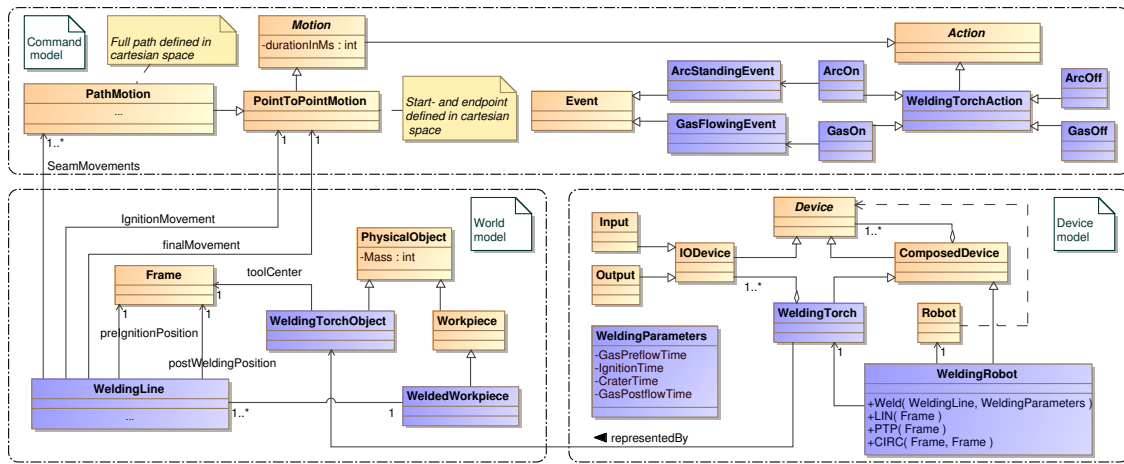 Command
model
Full path defined in
cartesian space
Motion
-durationInMs : int
Action
PathMotion
...
PointToPointMotion
Start- and endpoint
defined in cartesian
space
Event
ArcStandingEvent
GasFlowingEvent
ArcOn
GasOn
WeldingTorchAction
ArcOff
GasOff
1..*
SeamMovements
1
1
IgnitionMovement
finalMovement
World
model
PhysicalObject
-Mass : int
Frame
toolCenter
1
1
1
preIgnitionPosition
postWeldingPosition
WeldingTorchObject
Workpiece
WeldingLine
...
1..*
1
WeldedWorkpiece
Device
model
Device
1..*
Input
Output
IODevice
1..*
ComposedDevice
WeldingTorch
1
Robot
1
WeldingParameters
-GasPreflowTime
-IgnitionTime
-CraterTime
-GasPostflowTime
WeldingRobot
+Weld( WeldingLine, WeldingParameters )
+LIN( Frame )
+PTP( Frame )
+CIRC( Frame, Frame )
representedBy